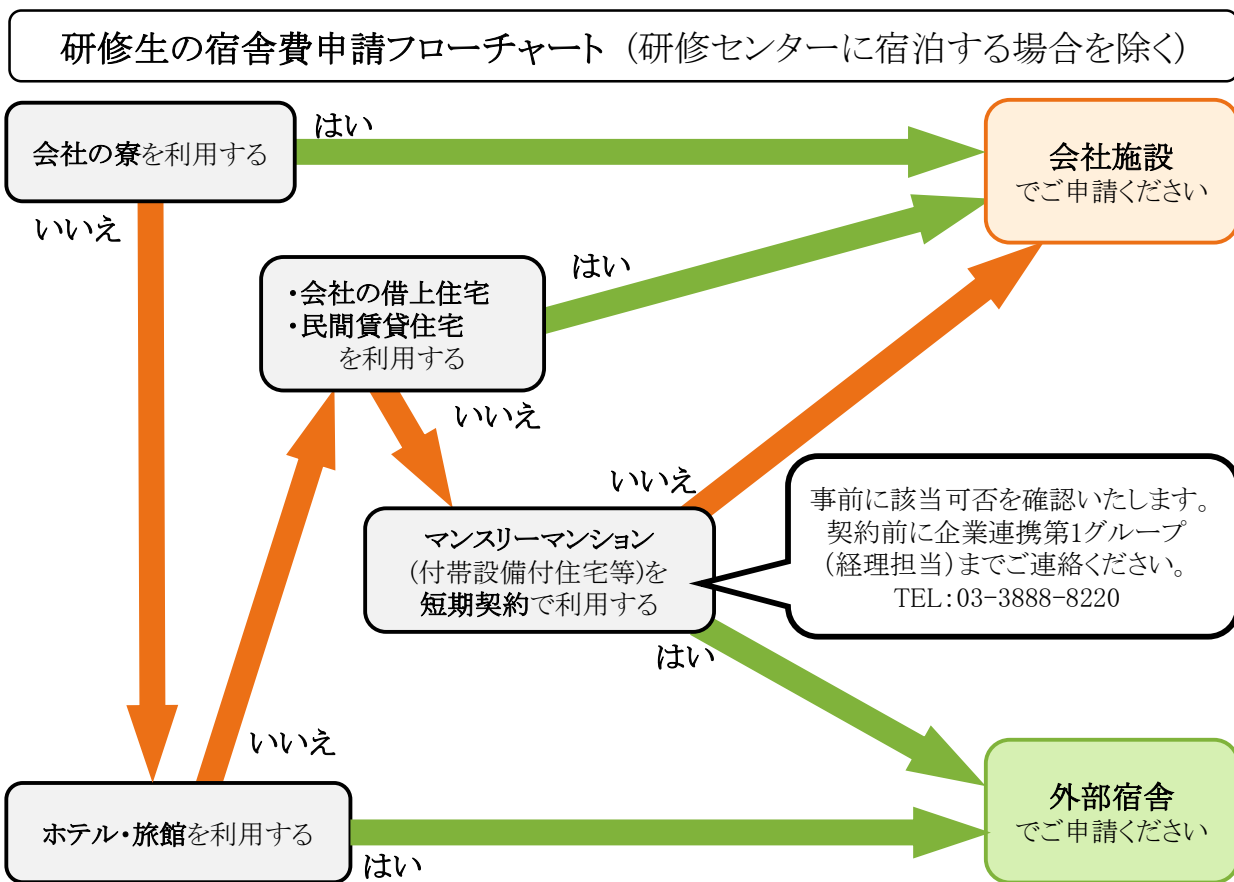 研修生の宿舎費申請フローチャート（研修センターに宿泊する場合を除く）
会社の寮を利用する
はい
会社施設
でご申請ください
いいえ
・会社の借上住宅
・民間賃貸住宅
を利用する
はい
いいえ
マンスリーマンション
(付帯設備付住宅等)を
短期契約で利用する
いいえ
事前に該当可否を確認いたします。
契約前に企業連携第1グループ
（経理担当）までご連絡ください。
TEL：03-3888-8220
はい
いいえ
ホテル・旅館を利用する
はい
外部宿舎
でご申請ください